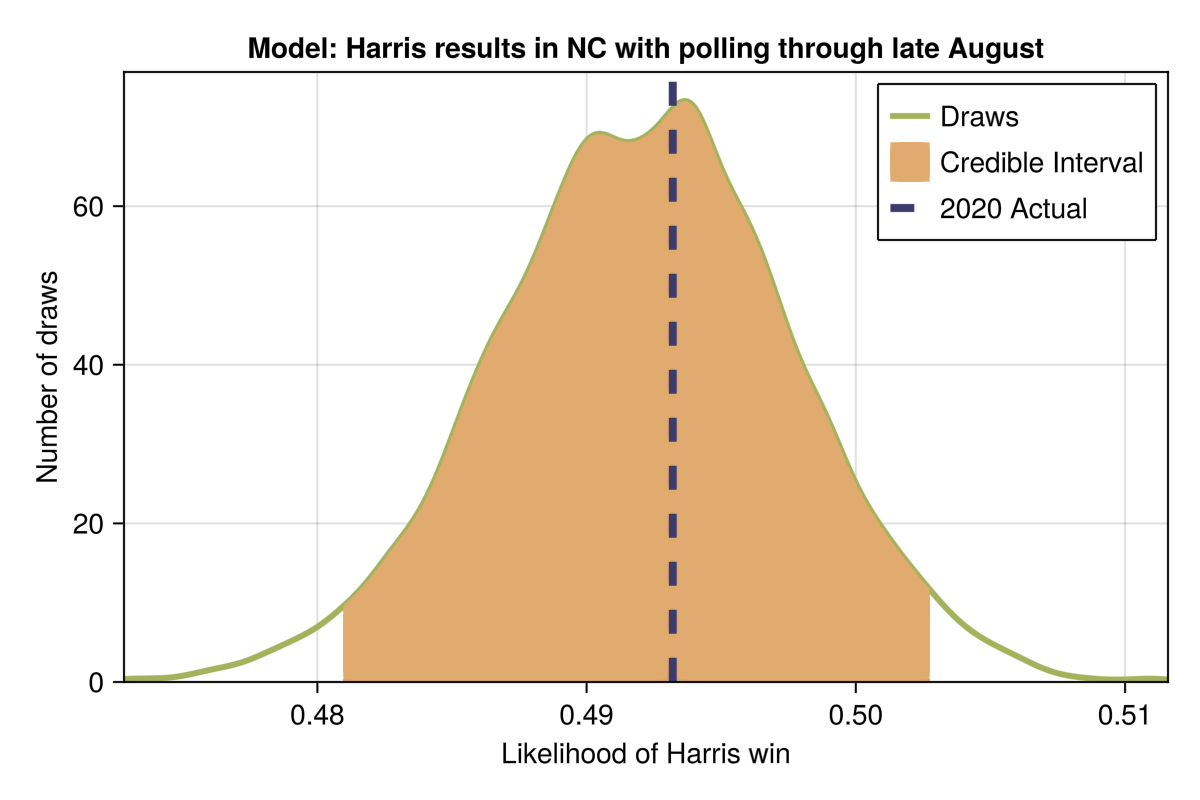 Model: Harris results in NC with polling through late August
Draws
Credible Interval
2020 Actual
Number of draws
60
40
20
0
0.48 0.49 0.50 0.51
Likelihood of Harris win